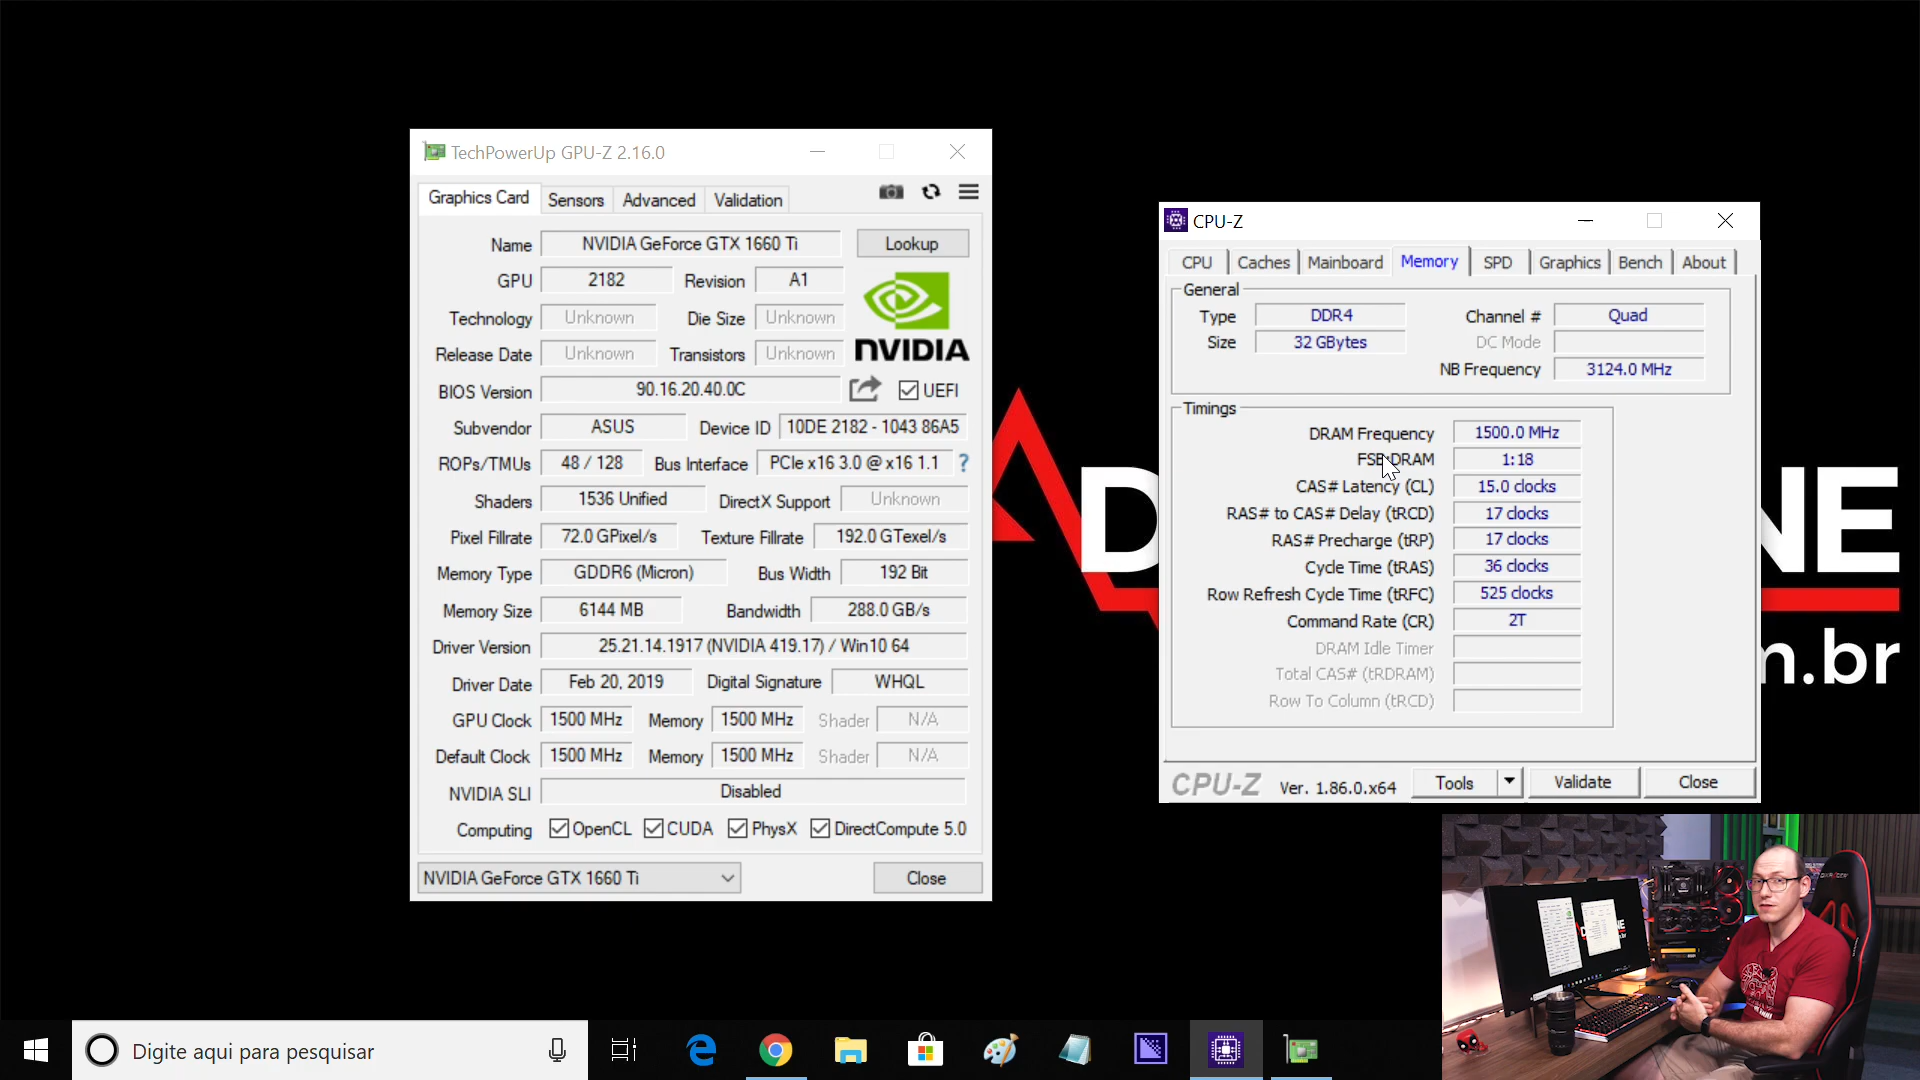 TechPowerUp GPU-Z 2.16.0
Graphics Card Sensors Advanced Validation
Name NVIDIA GeForce GTX 1660 Ti Lookup
GPU 2182 Revision A1
Technology Unknown Die Size Unknown
Release Date Unknown Transistors Unknown
NVIDIA
BIOS Version 90.16.20.40.0C UEFI
Subvendor ASUS Device ID 10DE 2182 - 1043 86A5
ROPs/TMUs 48 / 128 Bus Interface PCIe x16 3.0 @ x16 1.1 ?
Shaders 1536 Unified DirectX Support Unknown
Pixel Fillrate 72.0 GPixel/s Texture Fillrate 192.0 GTexel/s
Memory Type GDDR6 (Micron) Bus Width 192 Bit
Memory Size 6144 MB Bandwidth 288.0 GB/s
Driver Version 25.21.14.1917 (NVIDIA 419.17) / Win10 64
Driver Date Feb 20, 2019 Digital Signature WHQL
GPU Clock 1500 MHz Memory 1500 MHz Shader N/A
Default Clock 1500 MHz Memory 1500 MHz Shader N/A
NVIDIA SLI Disabled
Computing OpenCL CUDA PhysX DirectCompute 5.0
NVIDIA GeForce GTX 1660 Ti Close
CPU-Z
CPU Caches Mainboard Memory SPD Graphics Bench About
General
Type DDR4 Channel # Quad
Size 32 GBytes DC Mode
NB Frequency 3124.0 MHz
Timings
DRAM Frequency 1500.0 MHz
FSB:DRAM 1:18
CAS# Latency (CL) 15.0 clocks
RAS# to CAS# Delay (tRCD) 17 clocks
RAS# Precharge (tRP) 17 clocks
Cycle Time (tRAS) 36 clocks
Row Refresh Cycle Time (tRFC) 525 clocks
Command Rate (CR) 2T
DRAM Idle Timer
Total CAS# (tRDRAM)
Row To Column (tRCD)
CPU-Z Ver. 1.86.0.x64 Tools Validate Close
D NE
m.br
Digite aqui para pesquisar